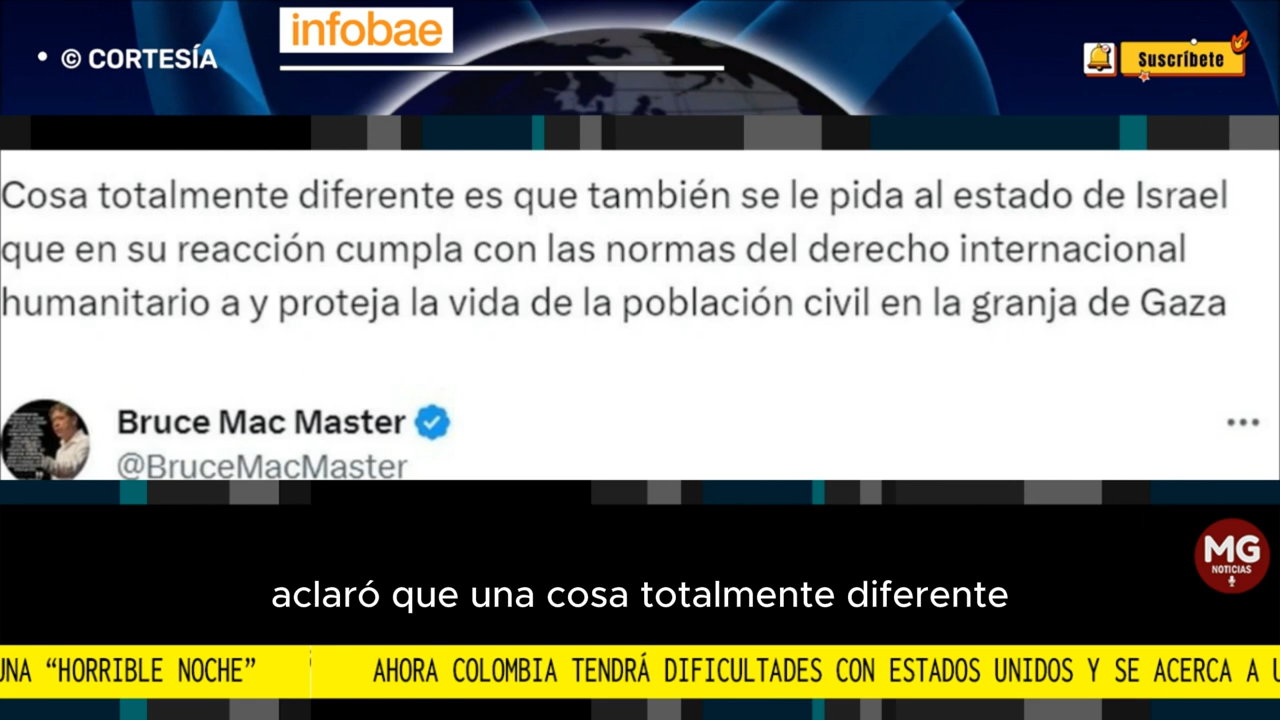 infobae
• © CORTESÍA
Suscríbete
Cosa totalmente diferente es que también se le pida al estado de Israel
que en su reacción cumpla con las normas del derecho internacional
humanitario a y proteja la vida de la población civil en la granja de Gaza
Bruce Mac Master
@BruceMacMaster
MG
NOTICIAS
aclaró que una cosa totalmente diferente
UNA “HORRIBLE NOCHE” AHORA COLOMBIA TENDRÁ DIFICULTADES CON ESTADOS UNIDOS Y SE ACERCA A